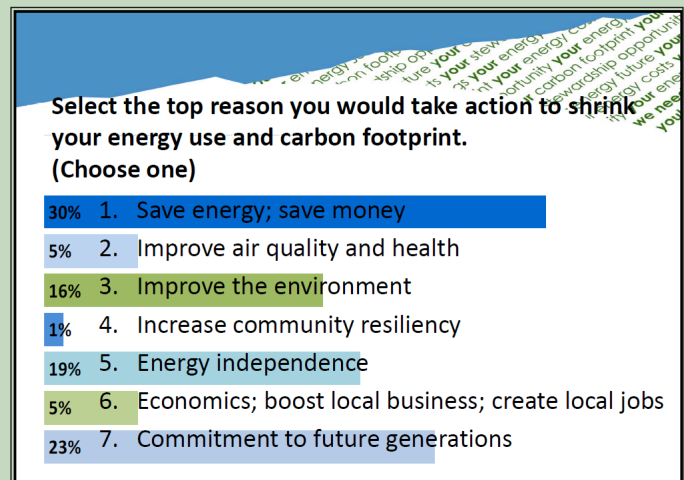 Select the top reason you would take action to shrink
your energy use and carbon footprint.
(Choose one)
30% 1. Save energy; save money
5% 2. Improve air quality and health
16% 3. Improve the environment
1% 4. Increase community resiliency
19% 5. Energy independence
5% 6. Economics; boost local business; create local jobs
23% 7. Commitment to future generations